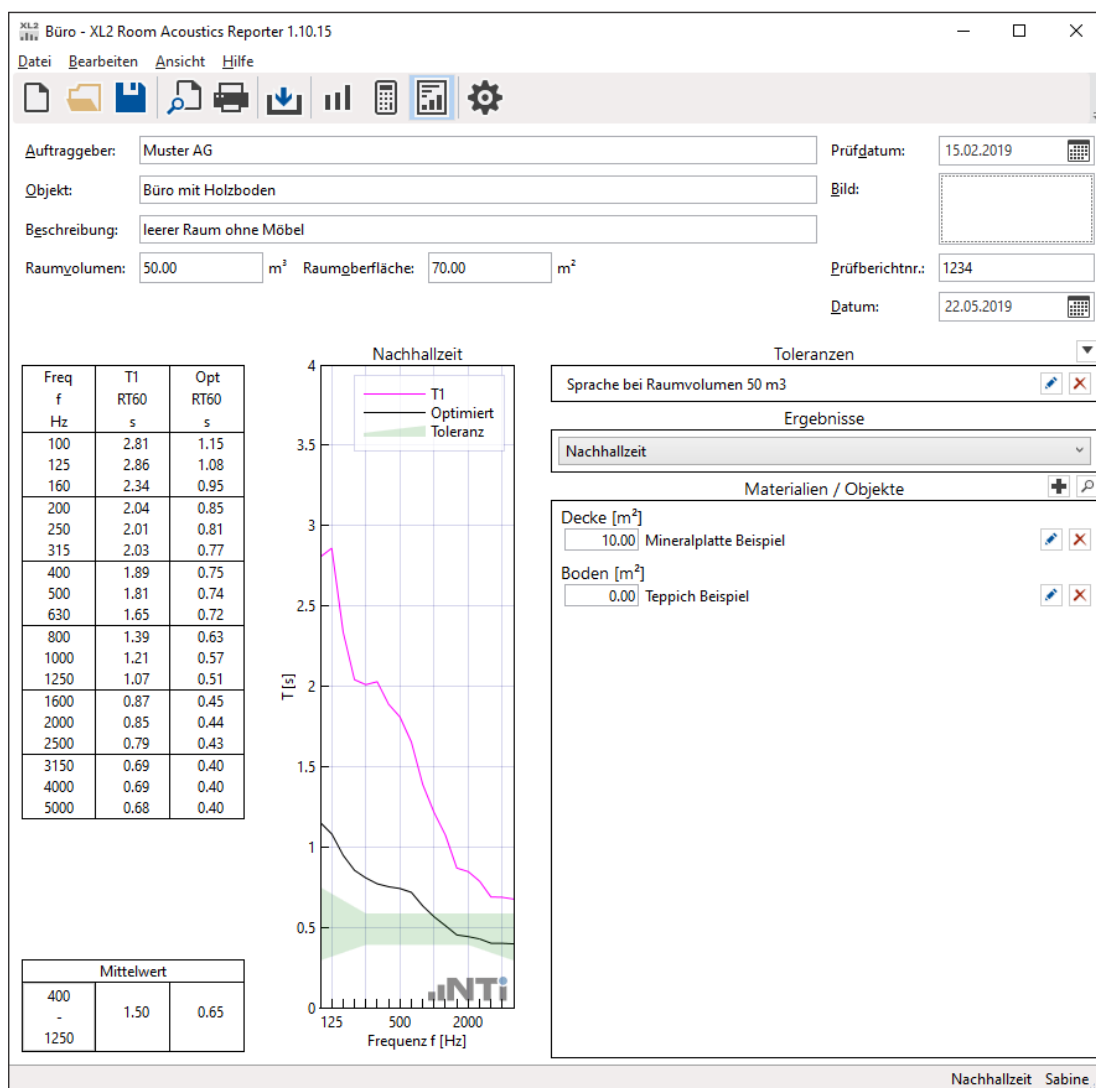 XL2 Büro - XL2 Room Acoustics Reporter 1.10.15
Datei Bearbeiten Ansicht Hilfe
Auftraggeber: Muster AG Prüfdatum: 15.02.2019
Objekt: Büro mit Holzboden Bild:
Beschreibung: leerer Raum ohne Möbel
Raumvolumen: 50.00 m³ Raumoberfläche: 70.00 m² Prüfberichtnr.: 1234
Datum: 22.05.2019
Freq T1 Opt
f RT60 RT60
Hz s s
100 2.81 1.15
125 2.86 1.08
160 2.34 0.95
200 2.04 0.85
250 2.01 0.81
315 2.03 0.77
400 1.89 0.75
500 1.81 0.74
630 1.65 0.72
800 1.39 0.63
1000 1.21 0.57
1250 1.07 0.51
1600 0.87 0.45
2000 0.85 0.44
2500 0.79 0.43
3150 0.69 0.40
4000 0.69 0.40
5000 0.68 0.40
Mittelwert
400
- 1.50 0.65
1250
Nachhallzeit
T1
Optimiert
Toleranz
4
3.5
3
2.5
2
1.5
1
0.5
0
T [s]
NTi
125 500 2000
Frequenz f [Hz]
Toleranzen
Sprache bei Raumvolumen 50 m3
Ergebnisse
Nachhallzeit
Materialien / Objekte
Decke [m²]
10.00 Mineralplatte Beispiel
Boden [m²]
0.00 Teppich Beispiel
Nachhallzeit Sabine